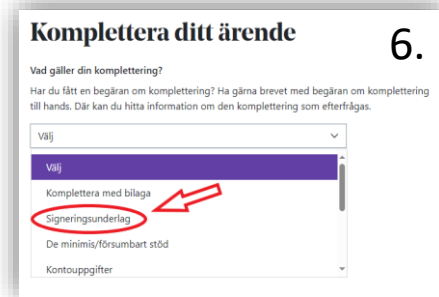 Komplettera ditt ärende
6.
Vad gäller din komplettering?
Har du fått en begäran om komplettering? Ha gärna brevet med begäran om komplettering
till hands. Där kan du hitta information om den komplettering som efterfrågas.
Välj
Välj
Komplettera med bilaga
Signeringsunderlag
De minimis/försumbart stöd
Kontouppgifter